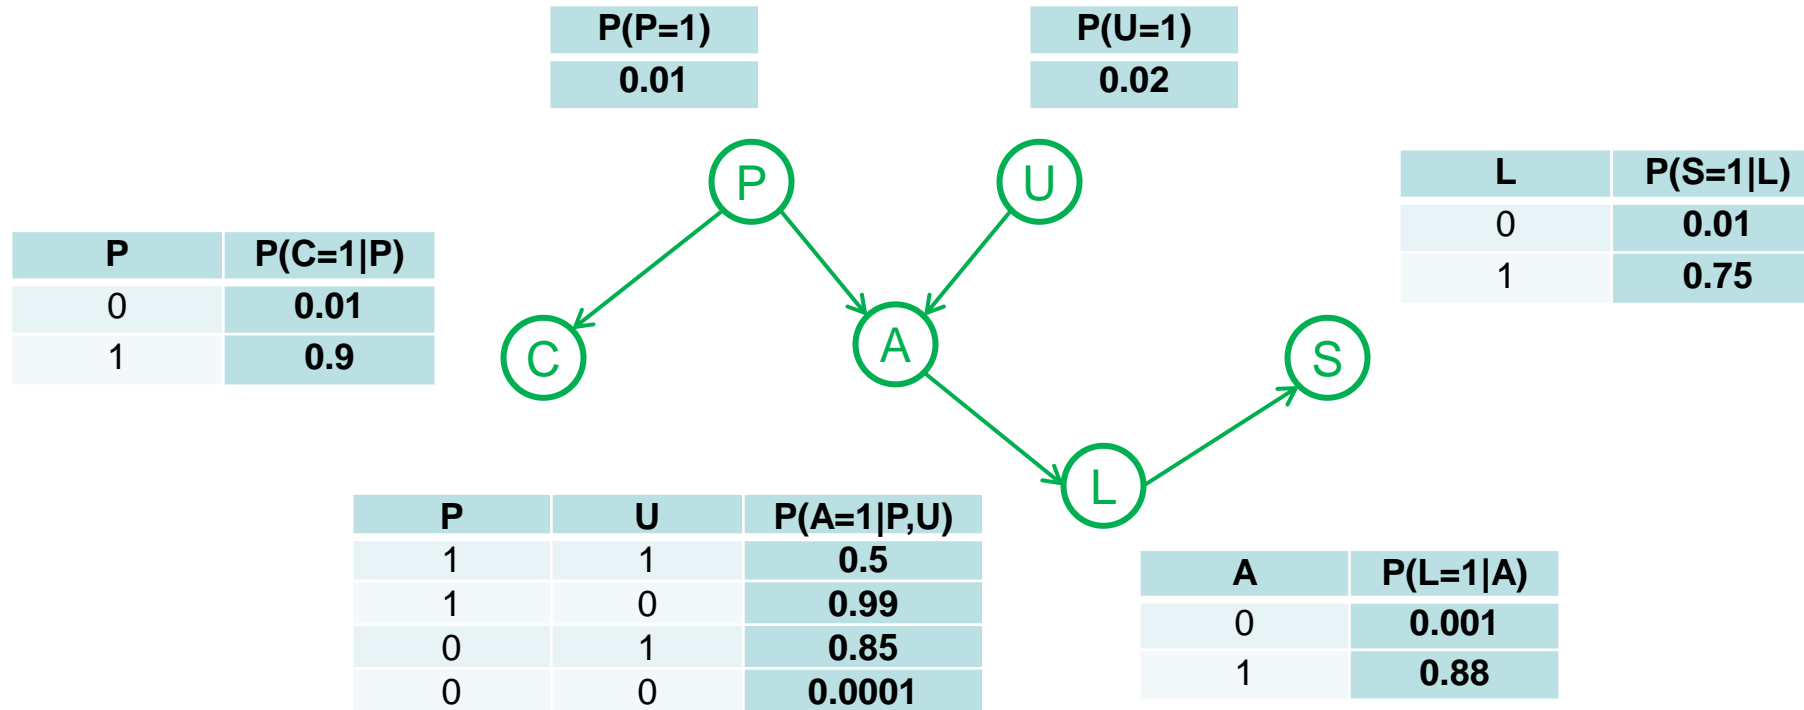 P(P=1) P(U=1)
0.01 0.02
P U
L P(S=1|L)
0 0.01
1 0.75
P P(C=1|P)
0 0.01
1 0.9
C A S
L
P U P(A=1|P,U)
1 1 0.5
1 0 0.99
0 1 0.85
0 0 0.0001
A P(L=1|A)
0 0.001
1 0.88